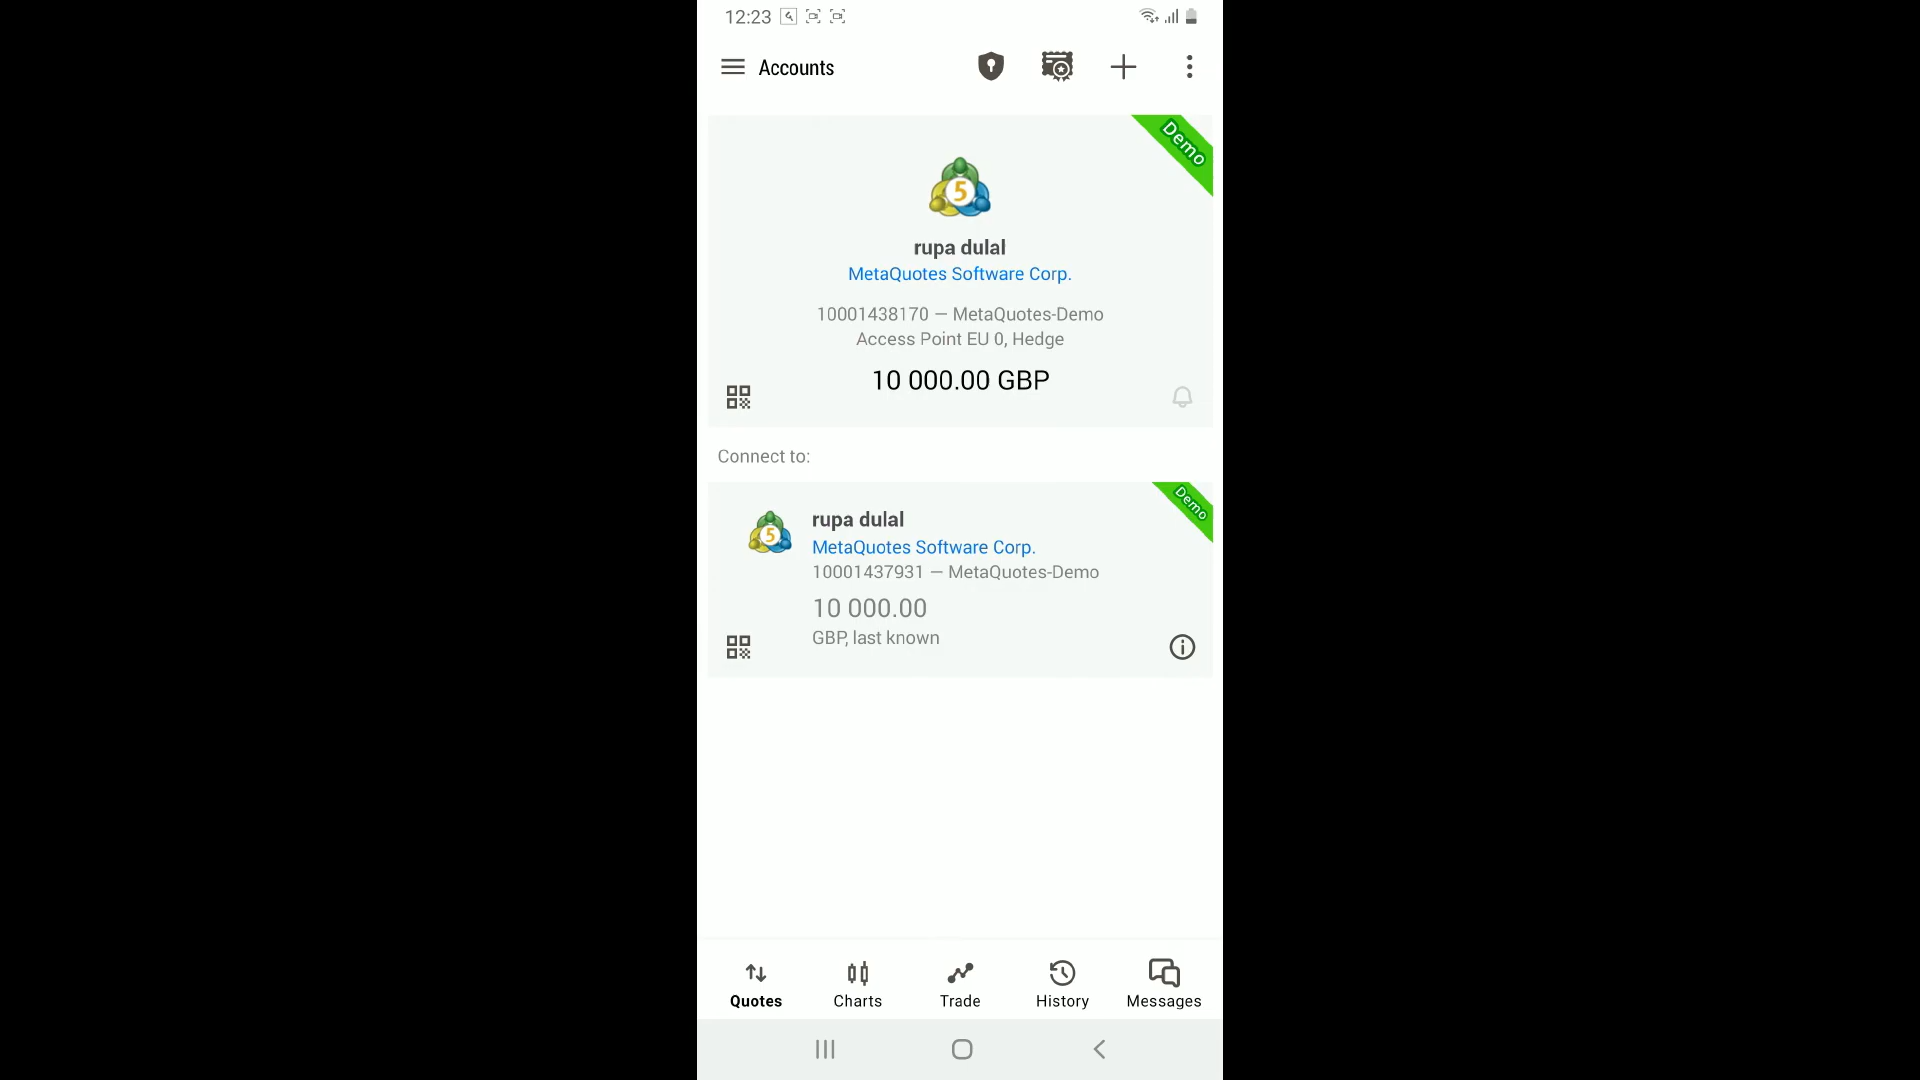 12:23
Accounts
Demo
5
rupa dulal
MetaQuotes Software Corp.
10001438170 — MetaQuotes-Demo
Access Point EU 0, Hedge
10 000.00 GBP
Connect to:
Demo
5
rupa dulal
MetaQuotes Software Corp.
10001437931 — MetaQuotes-Demo
10 000.00
GBP, last known
Quotes
Charts
Trade
History
Messages